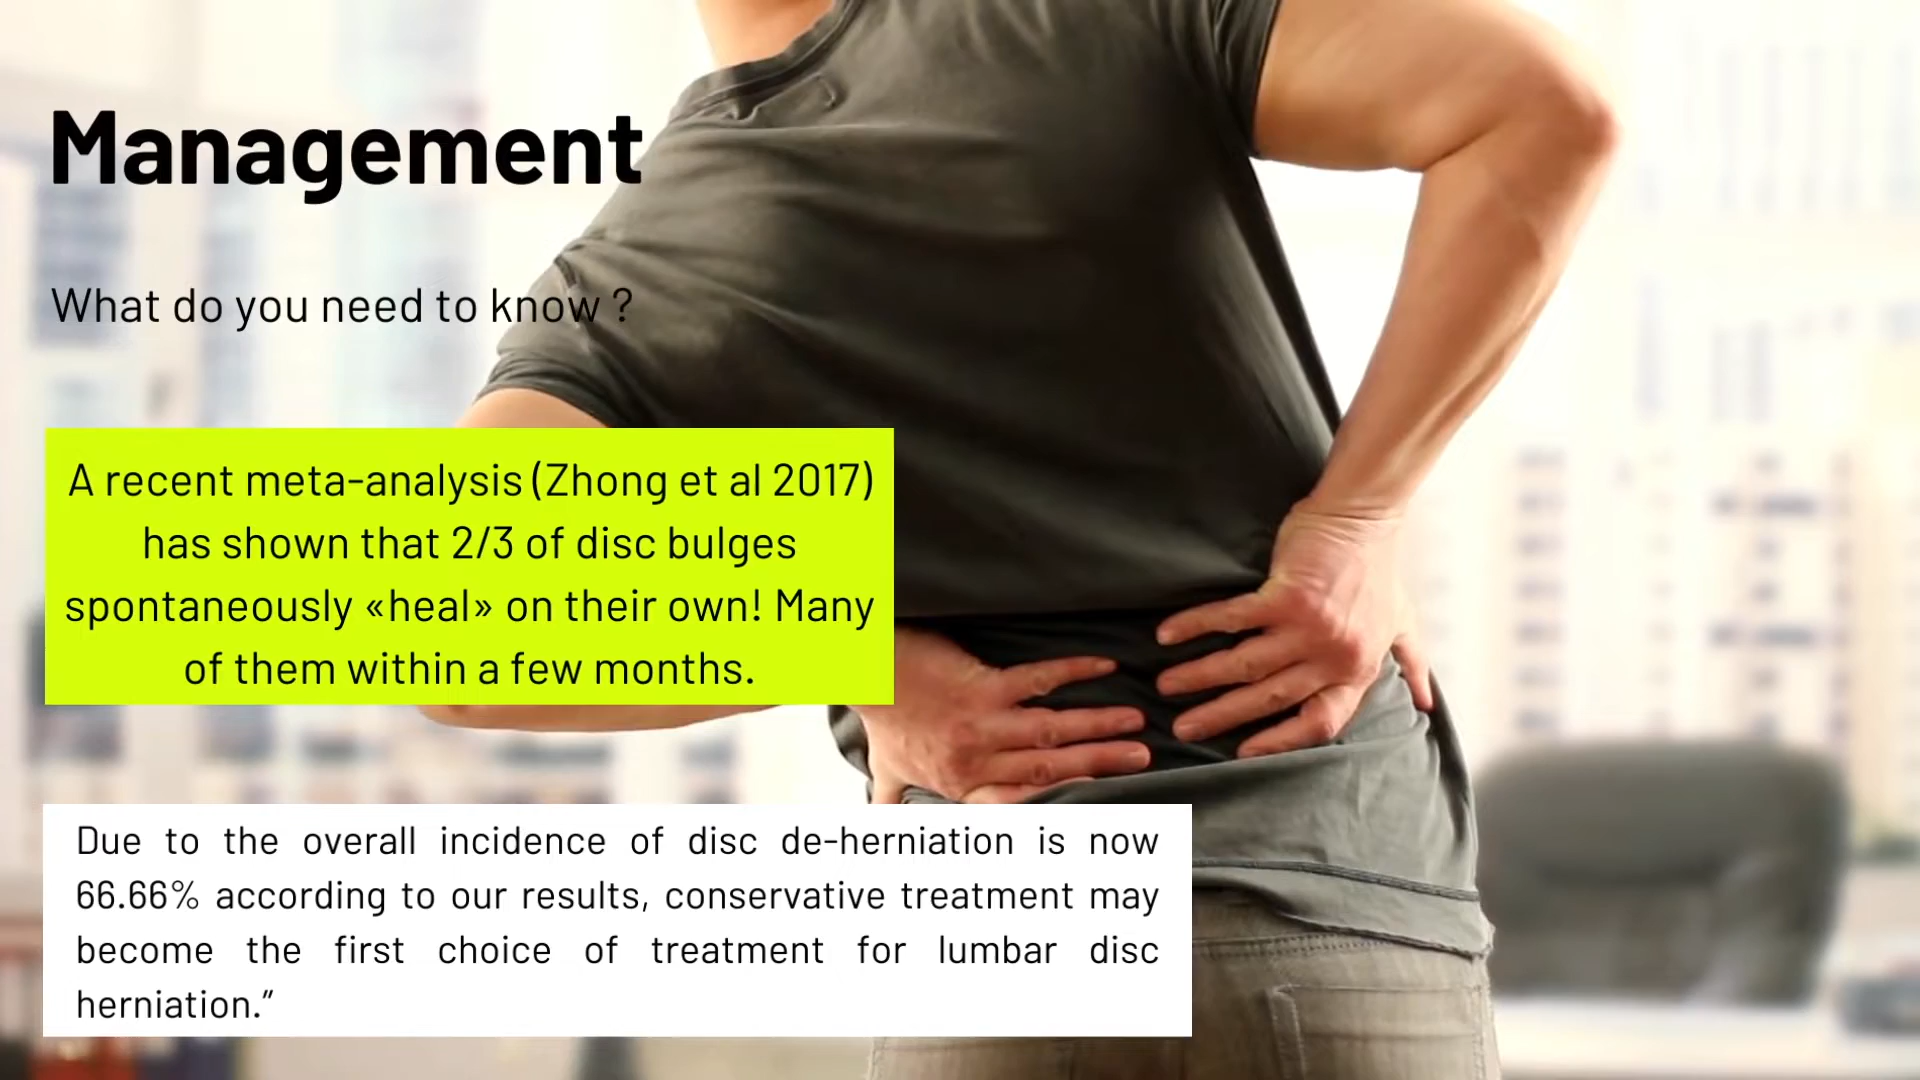 Management
What do you need to know ?
A recent meta-analysis (Zhong et al 2017)
has shown that 2/3 of disc bulges
spontaneously «heal» on their own! Many
of them within a few months.
Due to the overall incidence of disc de-herniation is now
66.66% according to our results, conservative treatment may
become the first choice of treatment for lumbar disc
herniation.”